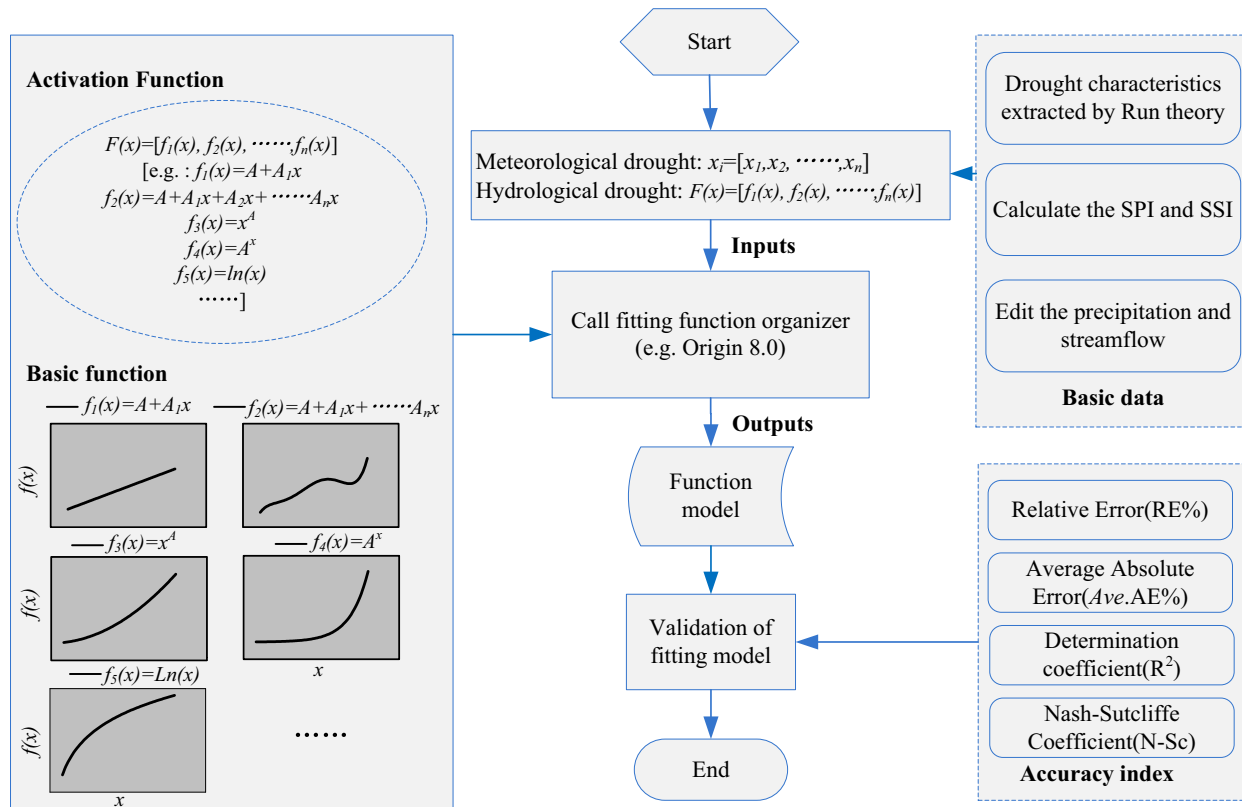 Activation Function
F(x)=[f₁(x), f₂(x), ······,fₙ(x)]
[e.g. : f₁(x)=A+A₁x
f₂(x)=A+A₁x+A₂x+ ······Aₙx
f₃(x)=xᴬ
f₄(x)=Aˣ
f₅(x)=ln(x)
······]
Basic function
f₁(x)=A+A₁x
f₂(x)=A+A₁x+ ······Aₙx
f(x)
f₃(x)=xᴬ
f₄(x)=Aˣ
f(x)
x
f₅(x)=Ln(x)
f(x)
······
x
Start
Meteorological drought: xᵢ=[x₁,x₂, ······,xₙ]
Hydrological drought: F(x)=[f₁(x), f₂(x), ······,fₙ(x)]
Inputs
Call fitting function organizer
(e.g. Origin 8.0)
Outputs
Function
model
Validation of
fitting model
End
Drought characteristics
extracted by Run theory
Calculate the SPI and SSI
Edit the precipitation and
streamflow
Basic data
Relative Error(RE%)
Average Absolute
Error(Ave.AE%)
Determination
coefficient(R²)
Nash-Sutcliffe
Coefficient(N-Sc)
Accuracy index